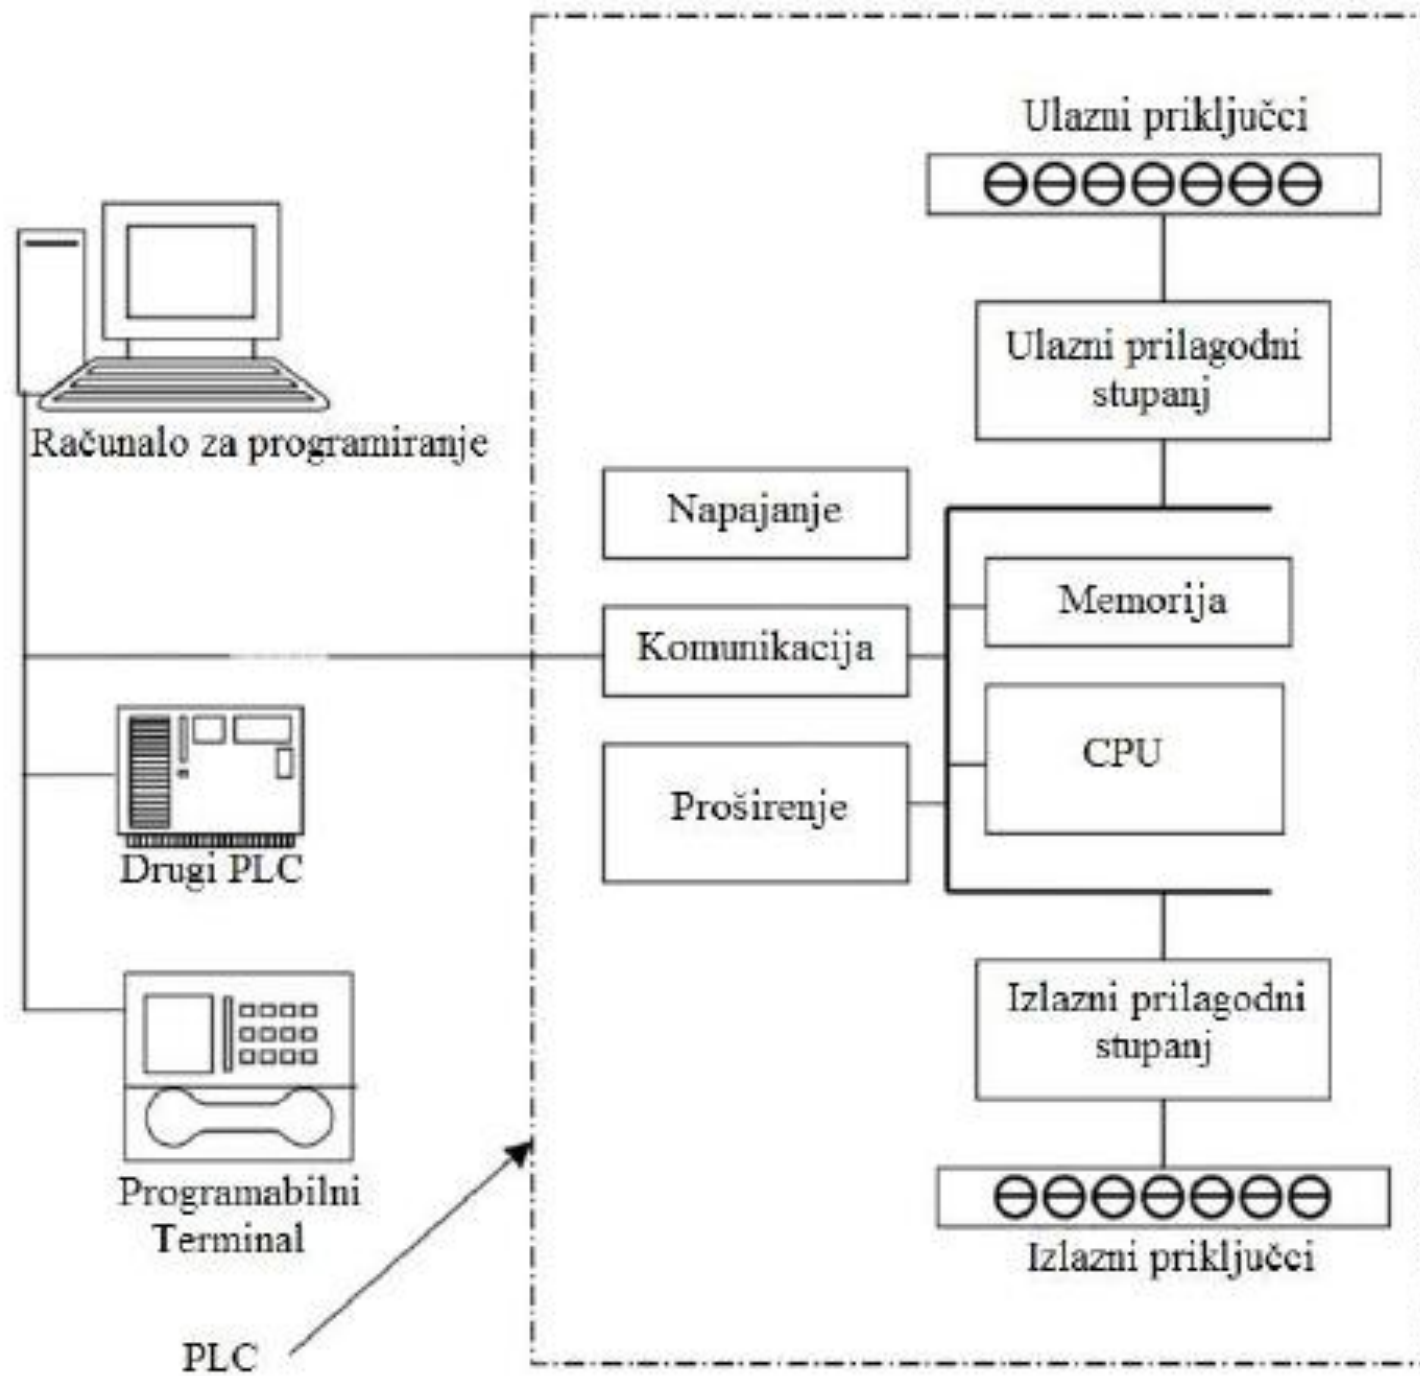 Ulazni priključci
Ulazni prilagodni
stupanj
Računalo za programiranje
Napajanje
Memorija
Komunikacija
CPU
Proširenje
Drugi PLC
Izlazni prilagodni
stupanj
Programabilni
Terminal
Izlazni priključci
PLC